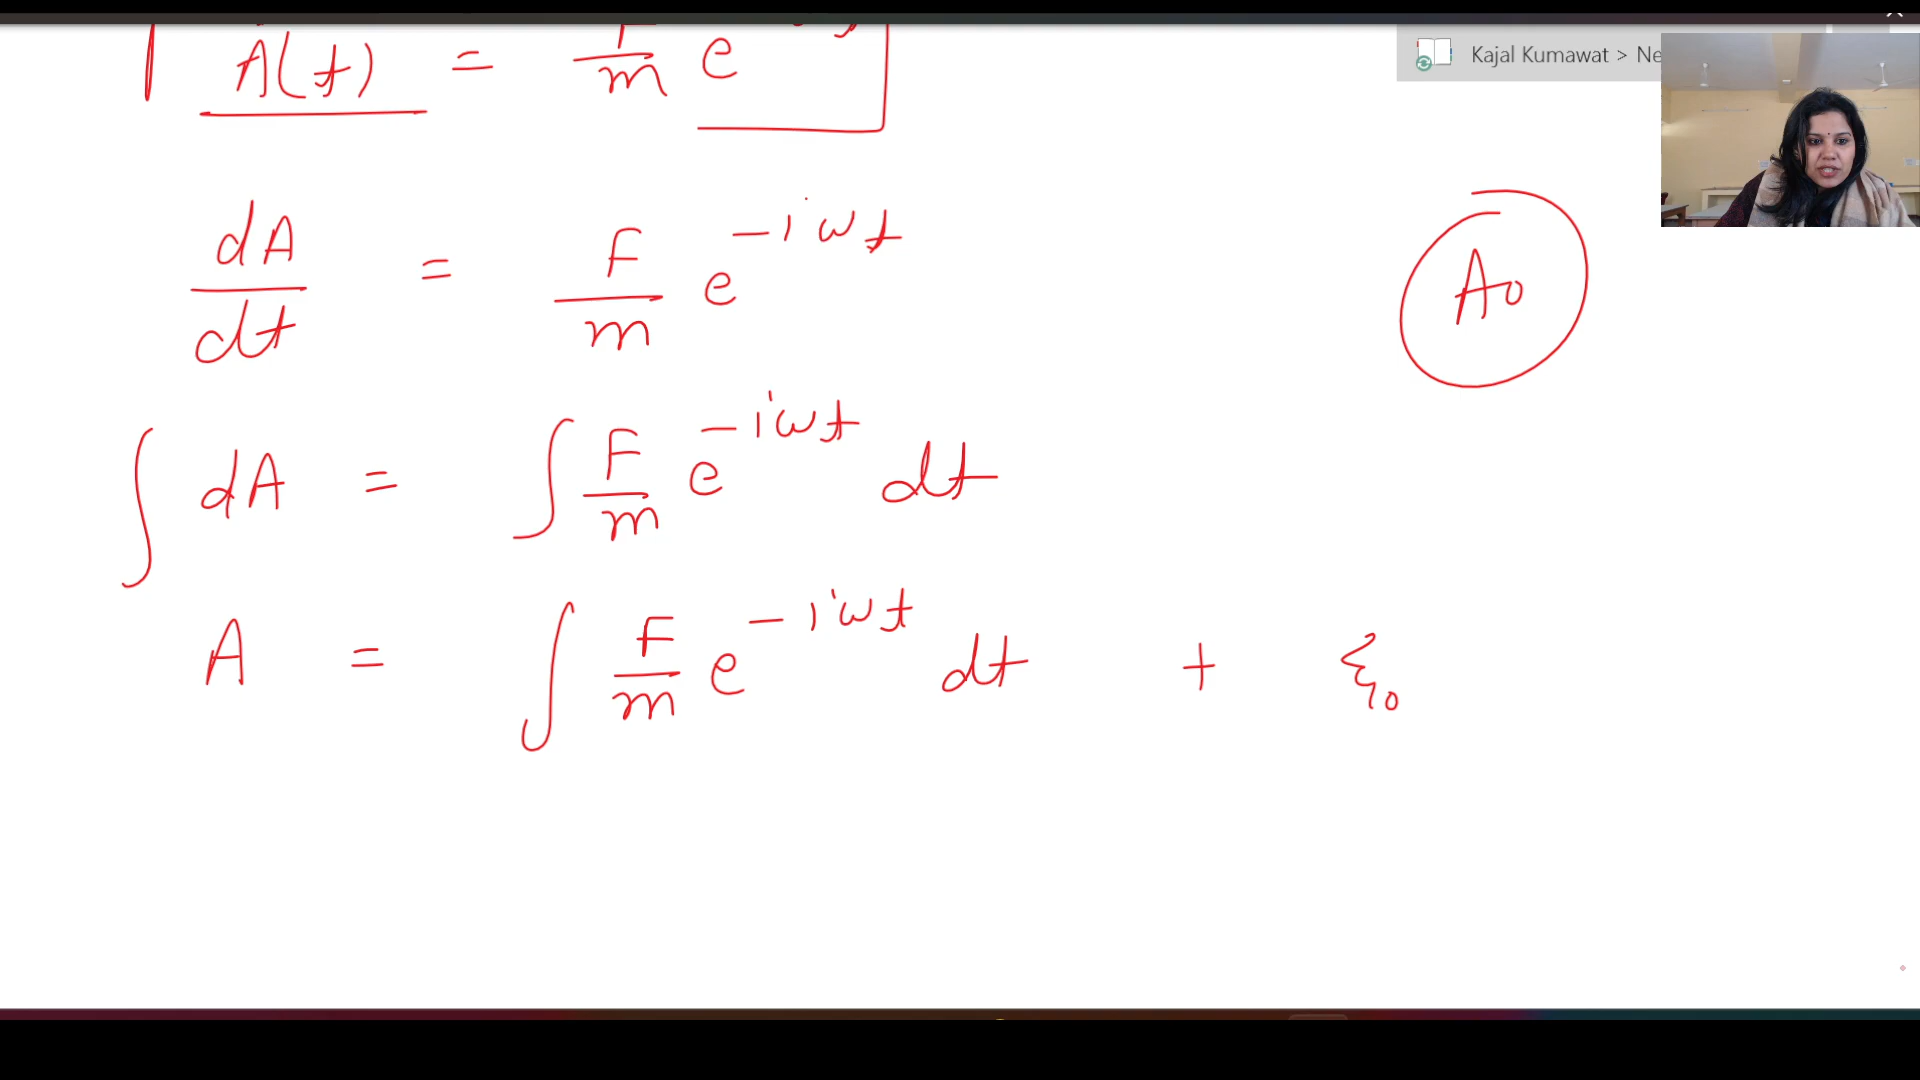 A(t) = F/m e
Kajal Kumawat > Ne
dA/dt = F/m e^{-iωt}
A₀
∫ dA = ∫ F/m e^{-iωt} dt
A = ∫ F/m e^{-iωt} dt + ξ₀